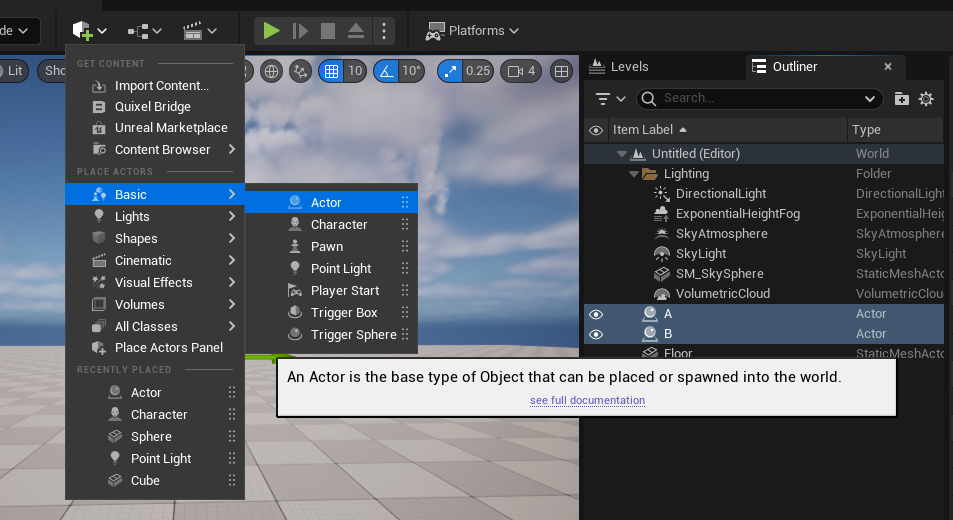 de
Platforms
Lit
Sho
10
10°
0.25
4
GET CONTENT
Import Content...
Quixel Bridge
Unreal Marketplace
Content Browser
PLACE ACTORS
Basic
Lights
Shapes
Cinematic
Visual Effects
Volumes
All Classes
Place Actors Panel
RECENTLY PLACED
Actor
Character
Sphere
Point Light
Cube
Actor
Character
Pawn
Point Light
Player Start
Trigger Box
Trigger Sphere
An Actor is the base type of Object that can be placed or spawned into the world.
see full documentation
Levels
Outliner
Search...
Item Label Type
Untitled (Editor) World
Lighting Folder
DirectionalLight DirectionalLight
ExponentialHeightFog ExponentialHeig
SkyAtmosphere SkyAtmosphere
SkyLight SkyLight
SM_SkySphere StaticMeshActo
VolumetricCloud VolumetricClou
A Actor
B Actor
Floor StaticMeshActo